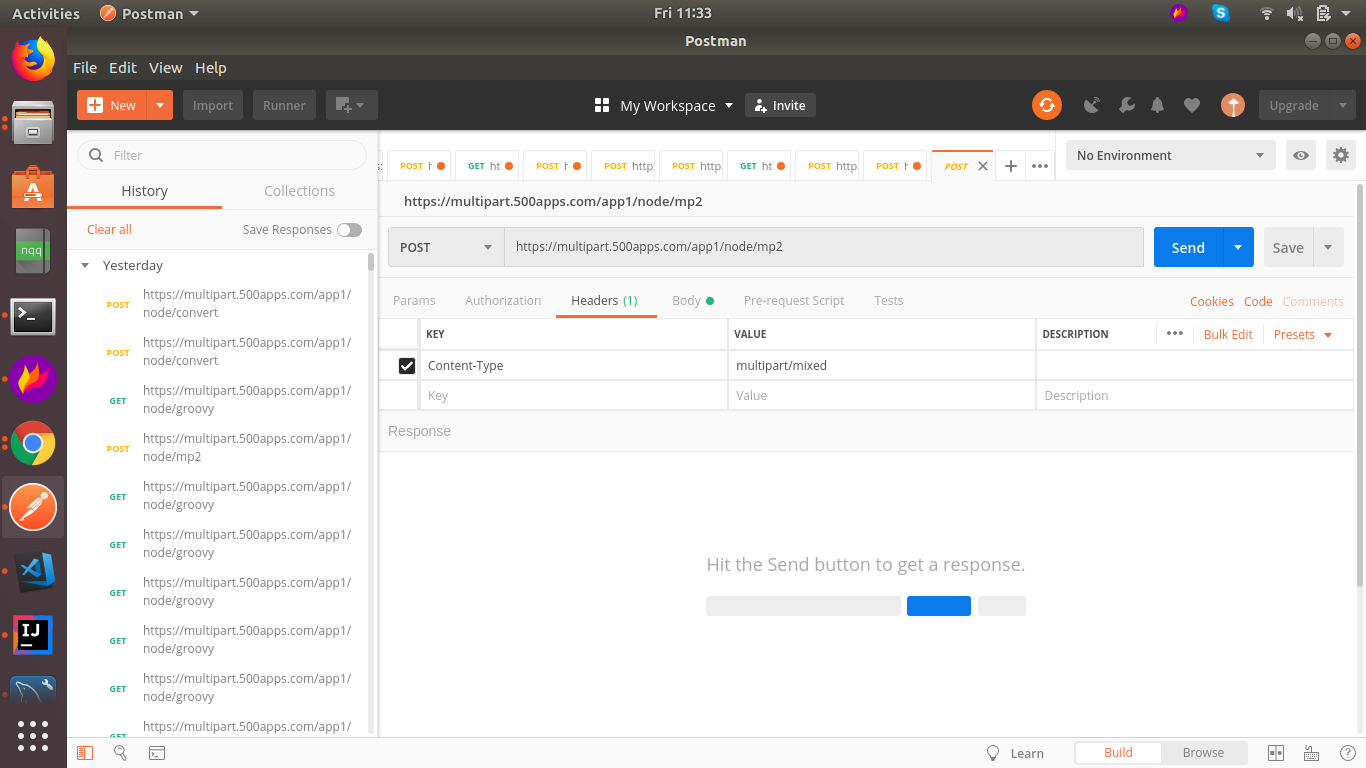 Activities
Postman
Fri 11:33
Postman
File Edit View Help
New
Import
Runner
My Workspace
Invite
Upgrade
Filter
History
Collections
Clear all
Save Responses
Yesterday
POST https://multipart.500apps.com/app1/
node/convert
POST https://multipart.500apps.com/app1/
node/convert
GET https://multipart.500apps.com/app1/
node/groovy
POST https://multipart.500apps.com/app1/
node/mp2
GET https://multipart.500apps.com/app1/
node/groovy
GET https://multipart.500apps.com/app1/
node/groovy
GET https://multipart.500apps.com/app1/
node/groovy
GET https://multipart.500apps.com/app1/
node/groovy
GET https://multipart.500apps.com/app1/
node/groovy
GET https://multipart.500apps.com/app1/
POST h GET ht POST h POST http POST http GET ht POST http POST h POST
No Environment
https://multipart.500apps.com/app1/node/mp2
POST https://multipart.500apps.com/app1/node/mp2 Send Save
Params Authorization Headers (1) Body Pre-request Script Tests Cookies Code Comments
KEY VALUE DESCRIPTION Bulk Edit Presets
Content-Type multipart/mixed
Key Value Description
Response
Hit the Send button to get a response.
Learn Build Browse
nqq
IJ